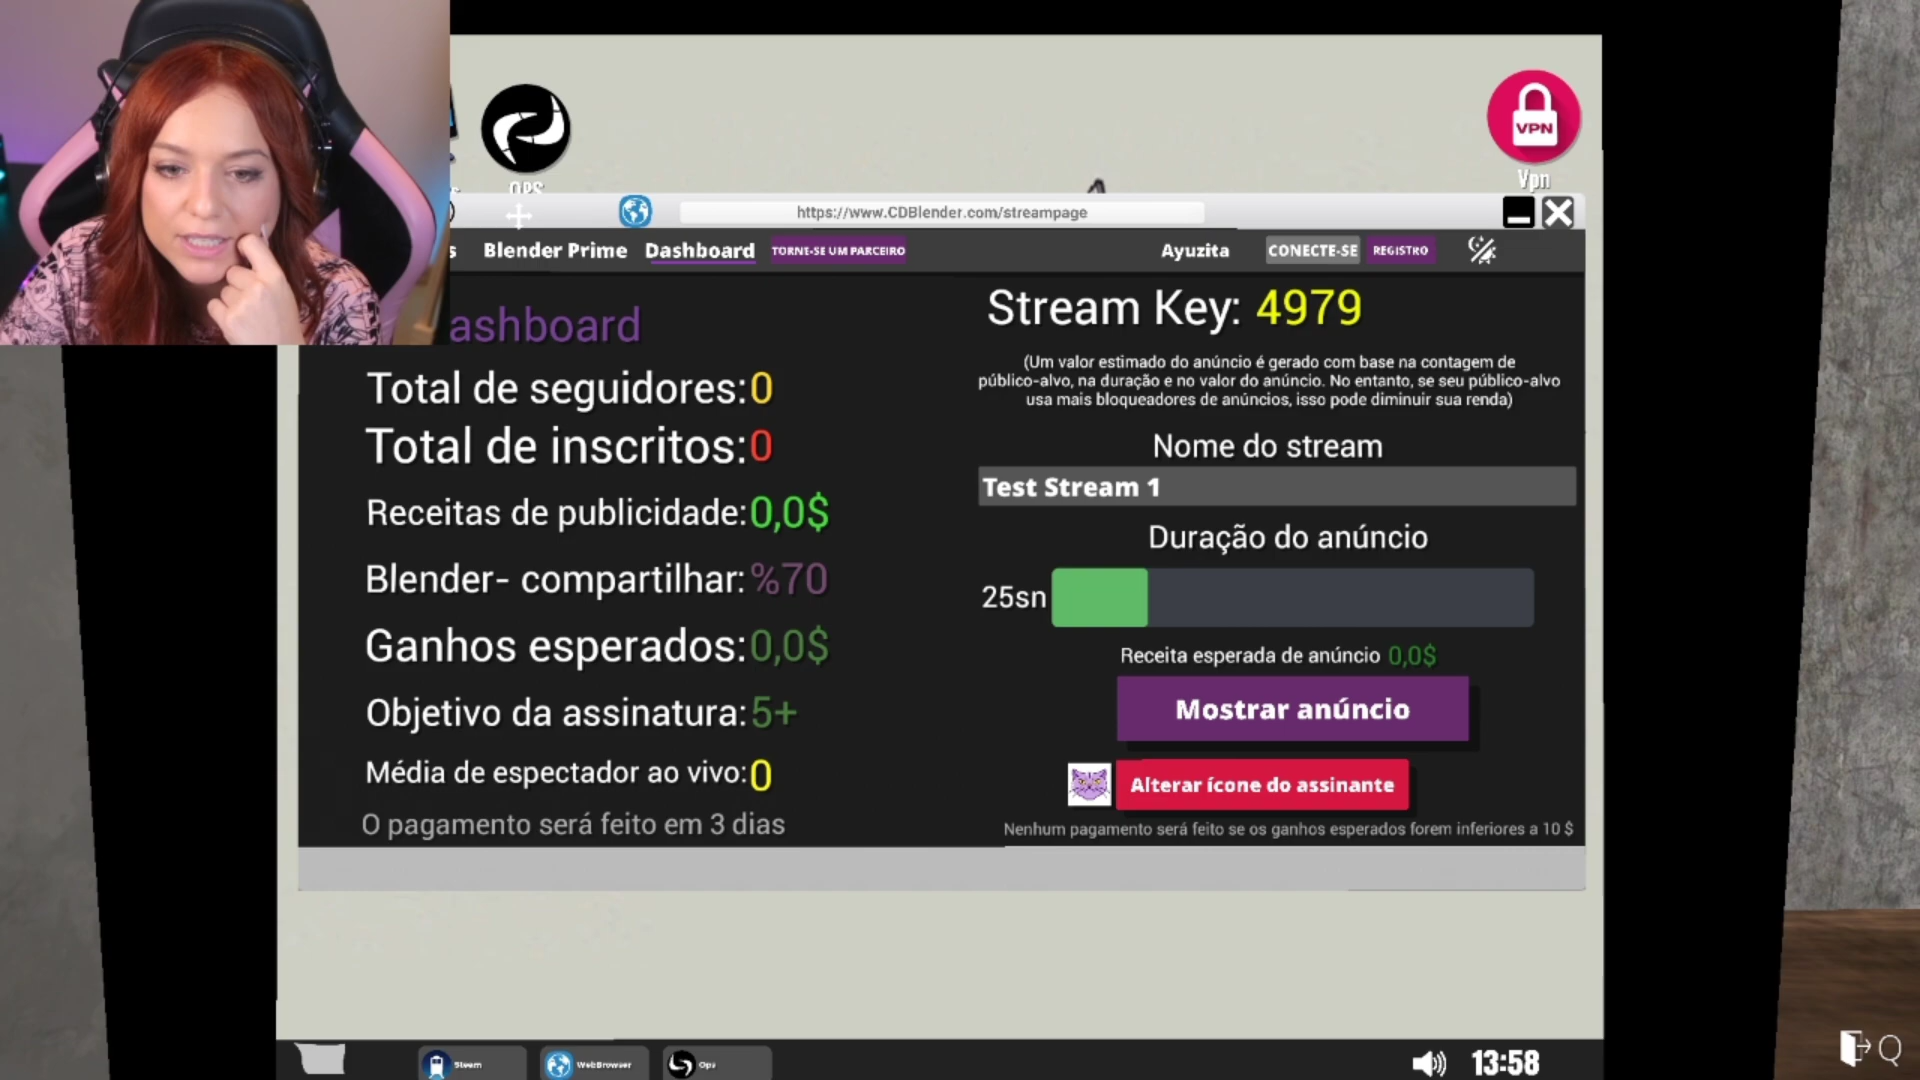 OPS
VPN
Vpn
https://www.CDBlender.com/streampage
s Blender Prime Dashboard TORNE-SE UM PARCEIRO Ayuzita CONECTE-SE REGISTRO
ashboard
Total de seguidores:0
Total de inscritos:0
Receitas de publicidade:0,0$
Blender- compartilhar:%70
Ganhos esperados:0,0$
Objetivo da assinatura:5+
Média de espectador ao vivo:0
O pagamento será feito em 3 dias
Stream Key: 4979
(Um valor estimado do anúncio é gerado com base na contagem de
público-alvo, na duração e no valor do anúncio. No entanto, se seu público-alvo
usa mais bloqueadores de anúncios, isso pode diminuir sua renda)
Nome do stream
Test Stream 1
Duração do anúncio
25sn
Receita esperada de anúncio 0,0$
Mostrar anúncio
Alterar ícone do assinante
Nenhum pagamento será feito se os ganhos esperados forem inferiores a 10 $
Steam WebBrowser Ops 13:58
Q